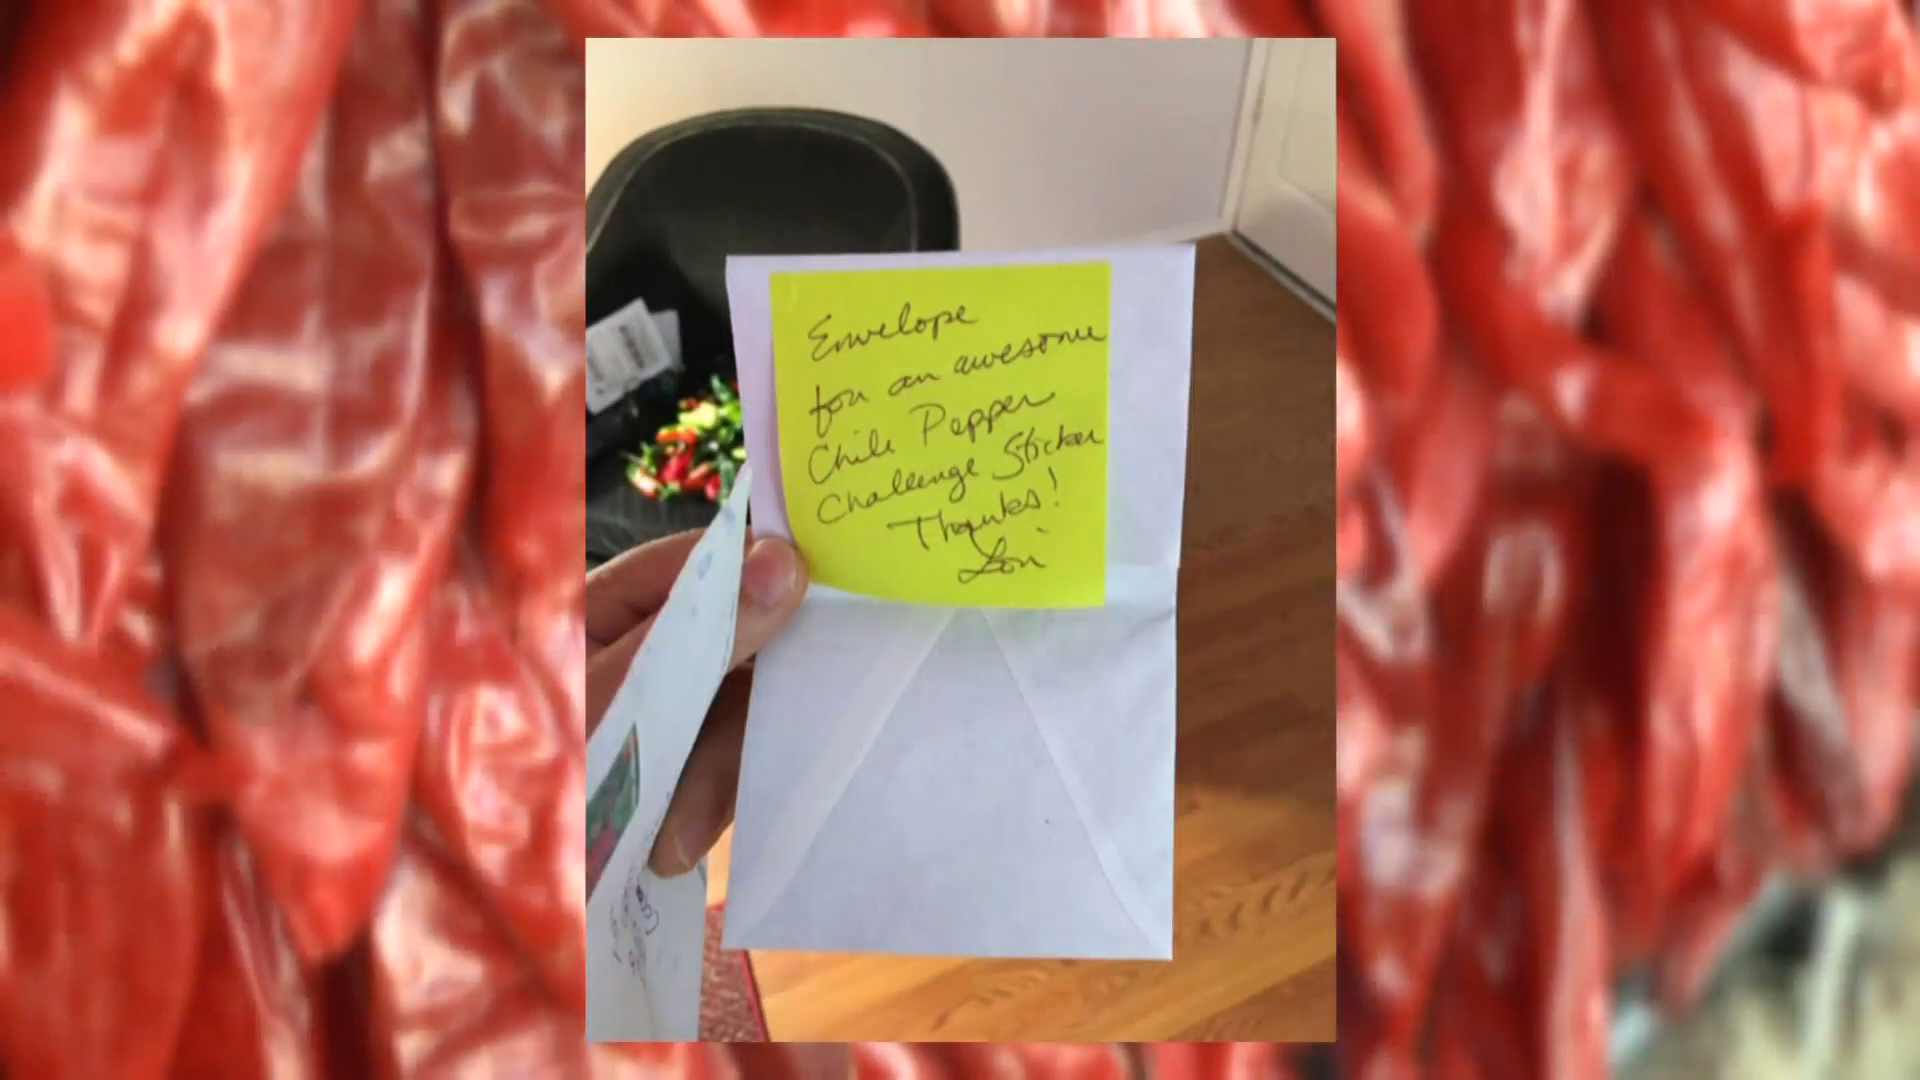 Envelope
for an awesome
Chile Pepper
Challenge Sticker
Thanks!
Lori